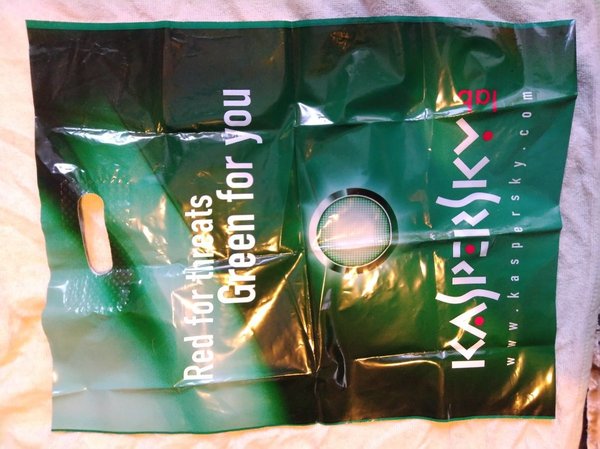 Red for threats
Green for you
KASPERSKY lab
www.kaspersky.com